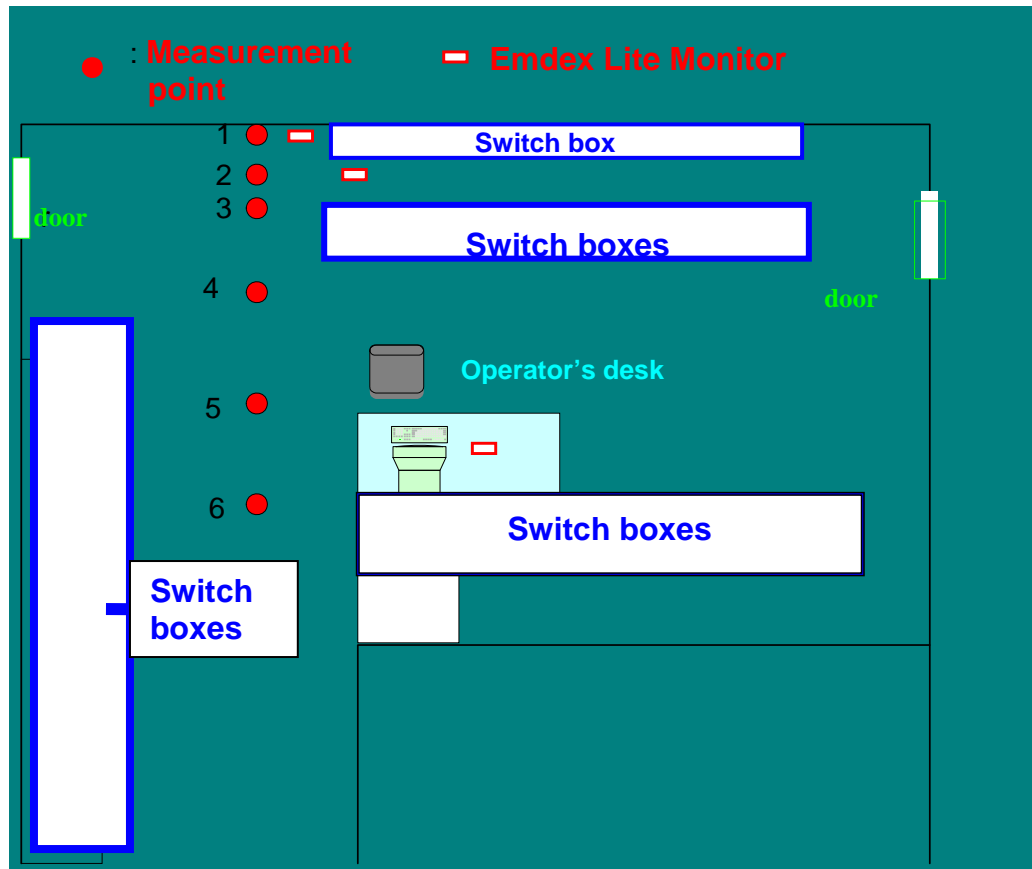 : Measurement
point
Emdex Lite Monitor
1
Switch box
2
3
door
Switch boxes
4
door
Operator’s desk
5
6
Switch boxes
Switch
boxes